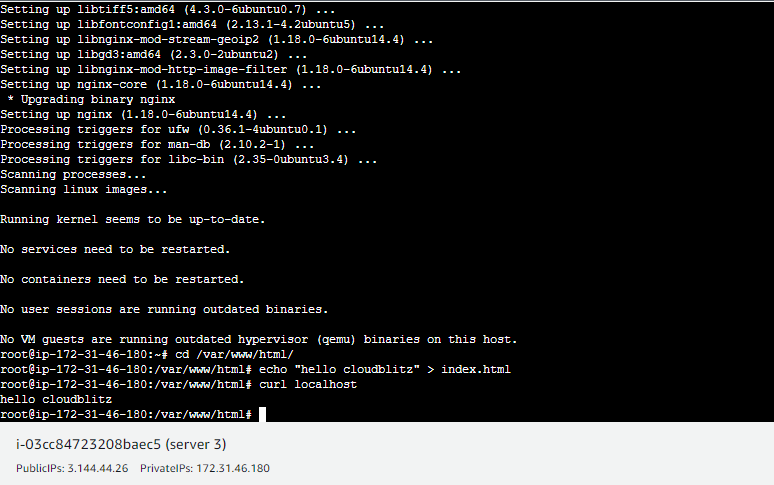 Setting up libtiff5:amd64 (4.3.0-6ubuntu0.7) ...
Setting up libfontconfig1:amd64 (2.13.1-4.2ubuntu5) ...
Setting up libnginx-mod-stream-geoip2 (1.18.0-6ubuntu14.4) ...
Setting up libgd3:amd64 (2.3.0-2ubuntu2) ...
Setting up libnginx-mod-http-image-filter (1.18.0-6ubuntu14.4) ...
Setting up nginx-core (1.18.0-6ubuntu14.4) ...
 * Upgrading binary nginx
Setting up nginx (1.18.0-6ubuntu14.4) ...
Processing triggers for ufw (0.36.1-4ubuntu0.1) ...
Processing triggers for man-db (2.10.2-1) ...
Processing triggers for libc-bin (2.35-0ubuntu3.4) ...
Scanning processes...
Scanning linux images...
Running kernel seems to be up-to-date.
No services need to be restarted.
No containers need to be restarted.
No user sessions are running outdated binaries.
No VM guests are running outdated hypervisor (qemu) binaries on this host.
root@ip-172-31-46-180:~# cd /var/www/html/
root@ip-172-31-46-180:/var/www/html# echo "hello cloudblitz" > index.html
root@ip-172-31-46-180:/var/www/html# curl localhost
hello cloudblitz
root@ip-172-31-46-180:/var/www/html#
i-03cc84723208baec5 (server 3)
PublicIPs: 3.144.44.26 PrivateIPs: 172.31.46.180